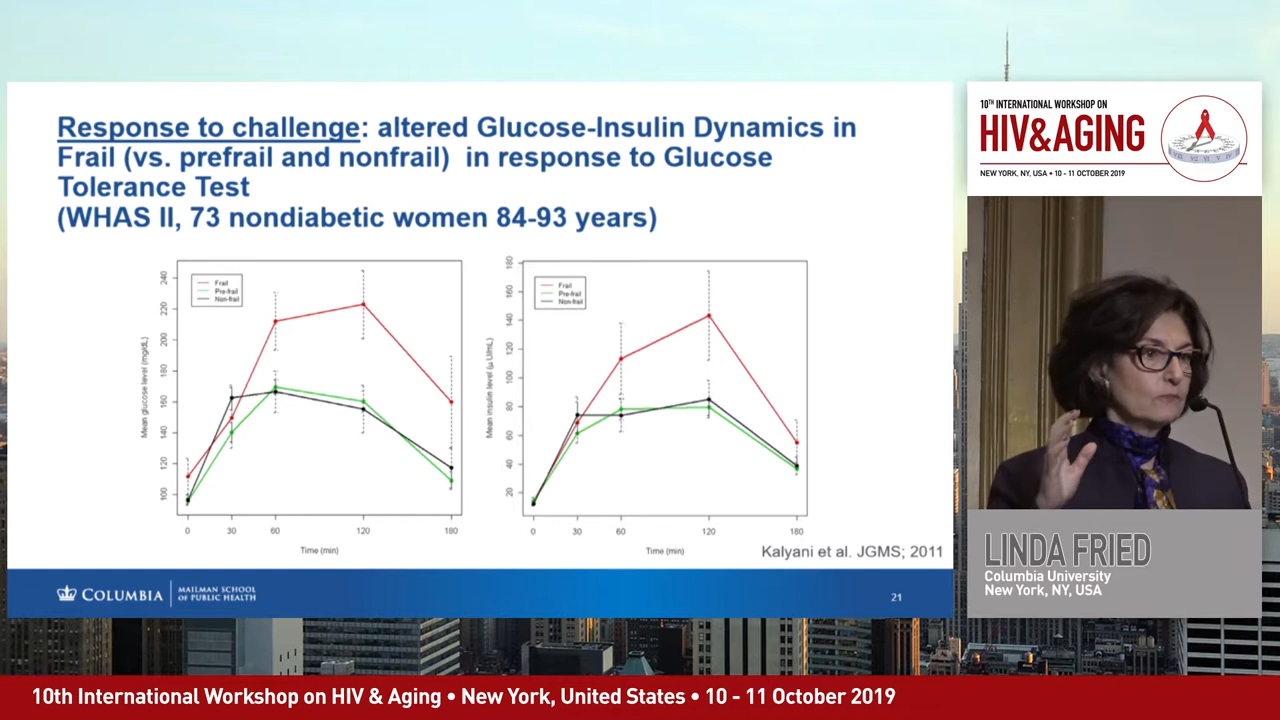 Response to challenge: altered Glucose-Insulin Dynamics in
Frail (vs. prefrail and nonfrail) in response to Glucose
Tolerance Test
(WHAS II, 73 nondiabetic women 84-93 years)
Mean glucose level (mg/dL)
240
220
200
180
160
140
120
100
Frail
Pre-frail
Non-frail
0 30 60 120 180
Time (min)
Mean insulin level (μ U/mL)
180
160
140
120
100
80
60
40
20
Frail
Pre-frail
Non-frail
0 30 60 120 180
Time (min)
Kalyani et al. JGMS; 2011
COLUMBIA
MAILMAN SCHOOL
OF PUBLIC HEALTH
21
10TH INTERNATIONAL WORKSHOP ON
HIV&AGING
NEW YORK, NY, USA • 10 - 11 OCTOBER 2019
LINDA FRIED
Columbia University
New York, NY, USA
10th International Workshop on HIV & Aging • New York, United States • 10 - 11 October 2019